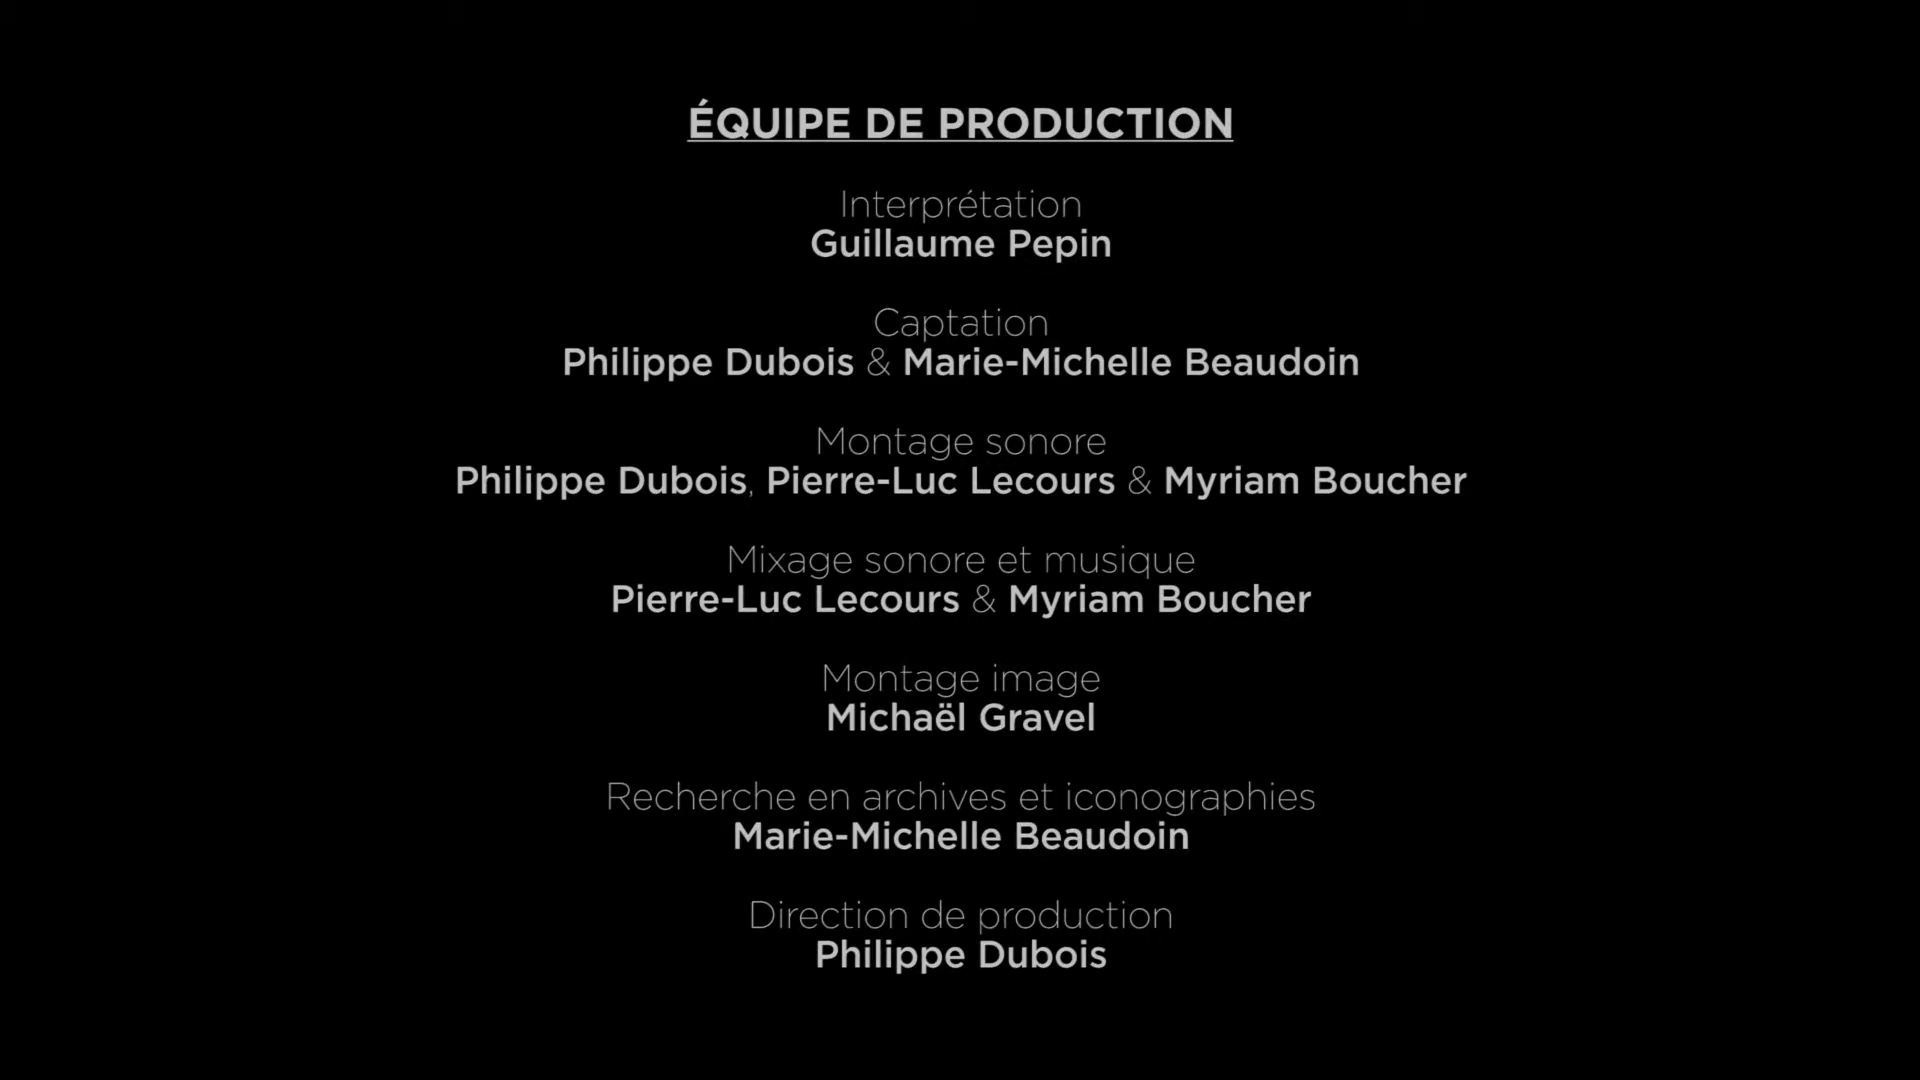 ÉQUIPE DE PRODUCTION
Interprétation
Guillaume Pepin
Captation
Philippe Dubois & Marie-Michelle Beaudoin
Montage sonore
Philippe Dubois, Pierre-Luc Lecours & Myriam Boucher
Mixage sonore et musique
Pierre-Luc Lecours & Myriam Boucher
Montage image
Michaël Gravel
Recherche en archives et iconographies
Marie-Michelle Beaudoin
Direction de production
Philippe Dubois